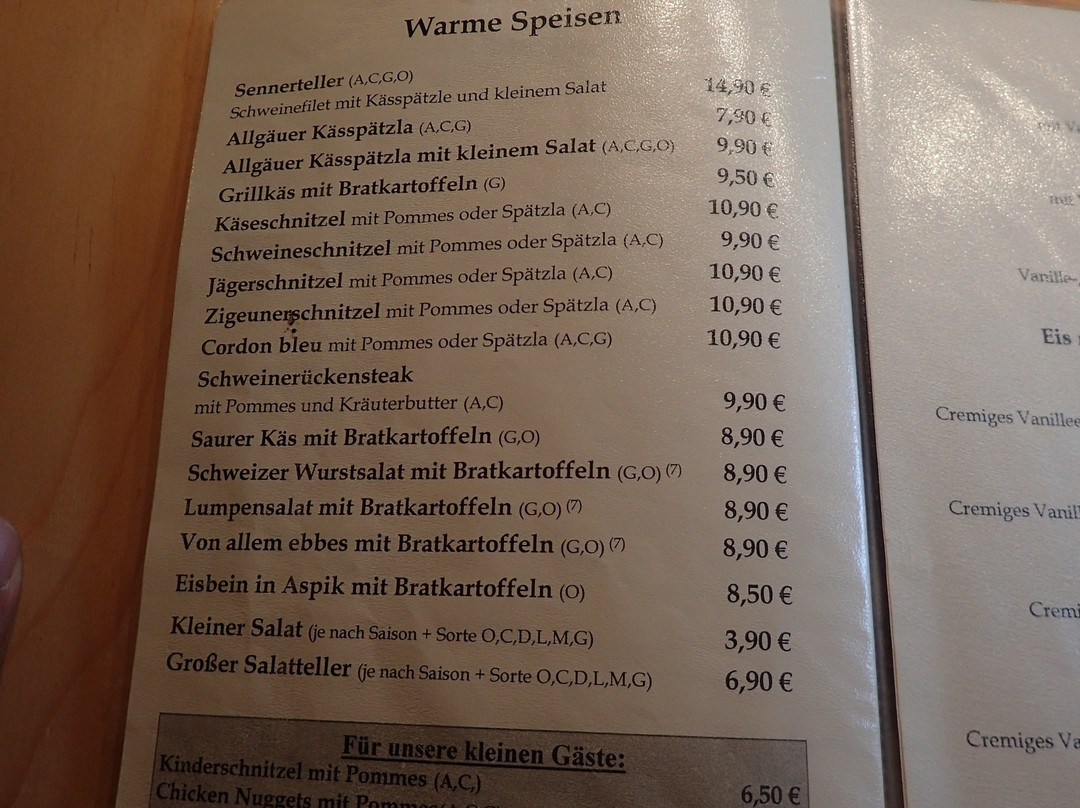 Warme Speisen
Sennerteller (A,C,G,O)
Schweinefilet mit Kässpätzle und kleinem Salat 14,90 €
Allgäuer Kässpätzla (A,C,G) 7,90 €
Allgäuer Kässpätzla mit kleinem Salat (A,C,G,O) 9,90 €
Grillkäs mit Bratkartoffeln (G) 9,50 €
Käseschnitzel mit Pommes oder Spätzla (A,C) 10,90 €
Schweineschnitzel mit Pommes oder Spätzla (A,C) 9,90 €
Jägerschnitzel mit Pommes oder Spätzla (A,C) 10,90 €
Zigeunerschnitzel mit Pommes oder Spätzla (A,C) 10,90 €
Cordon bleu mit Pommes oder Spätzla (A,C,G) 10,90 €
Schweinerückensteak
mit Pommes und Kräuterbutter (A,C) 9,90 €
Saurer Käs mit Bratkartoffeln (G,O) 8,90 €
Schweizer Wurstsalat mit Bratkartoffeln (G,O) (7) 8,90 €
Lumpensalat mit Bratkartoffeln (G,O) (7) 8,90 €
Von allem ebbes mit Bratkartoffeln (G,O) (7) 8,90 €
Eisbein in Aspik mit Bratkartoffeln (O) 8,50 €
Kleiner Salat (je nach Saison + Sorte O,C,D,L,M,G) 3,90 €
Großer Salatteller (je nach Saison + Sorte O,C,D,L,M,G) 6,90 €
Für unsere kleinen Gäste:
Kinderschnitzel mit Pommes (A,C,) 6,50 €
Chicken Nuggets mit Pommes
Vanille-
Eis
Cremiges
Cremiges
Cremiges